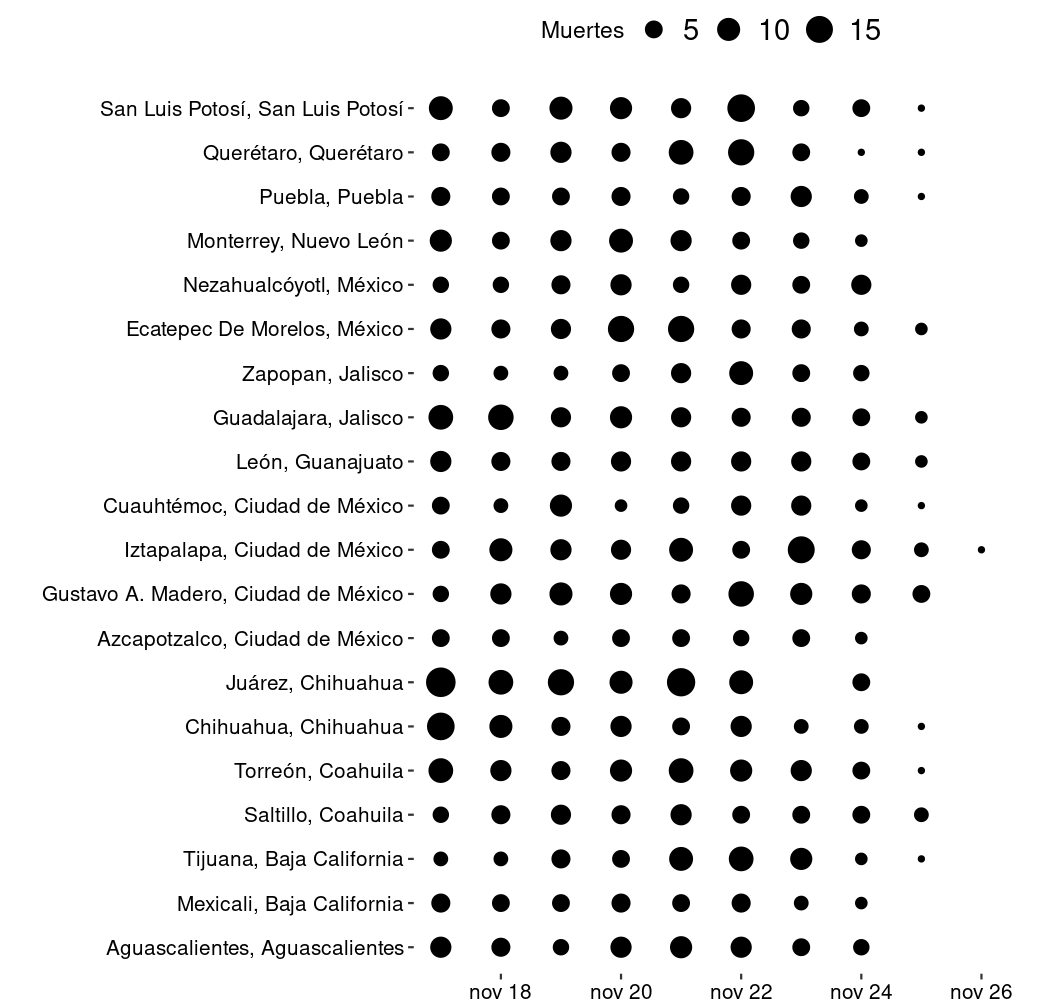 Muertes 5 10 15
San Luis Potosí, San Luis Potosí
Querétaro, Querétaro
Puebla, Puebla
Monterrey, Nuevo León
Nezahualcóyotl, México
Ecatepec De Morelos, México
Zapopan, Jalisco
Guadalajara, Jalisco
León, Guanajuato
Cuauhtémoc, Ciudad de México
Iztapalapa, Ciudad de México
Gustavo A. Madero, Ciudad de México
Azcapotzalco, Ciudad de México
Juárez, Chihuahua
Chihuahua, Chihuahua
Torreón, Coahuila
Saltillo, Coahuila
Tijuana, Baja California
Mexicali, Baja California
Aguascalientes, Aguascalientes
nov 18 nov 20 nov 22 nov 24 nov 26